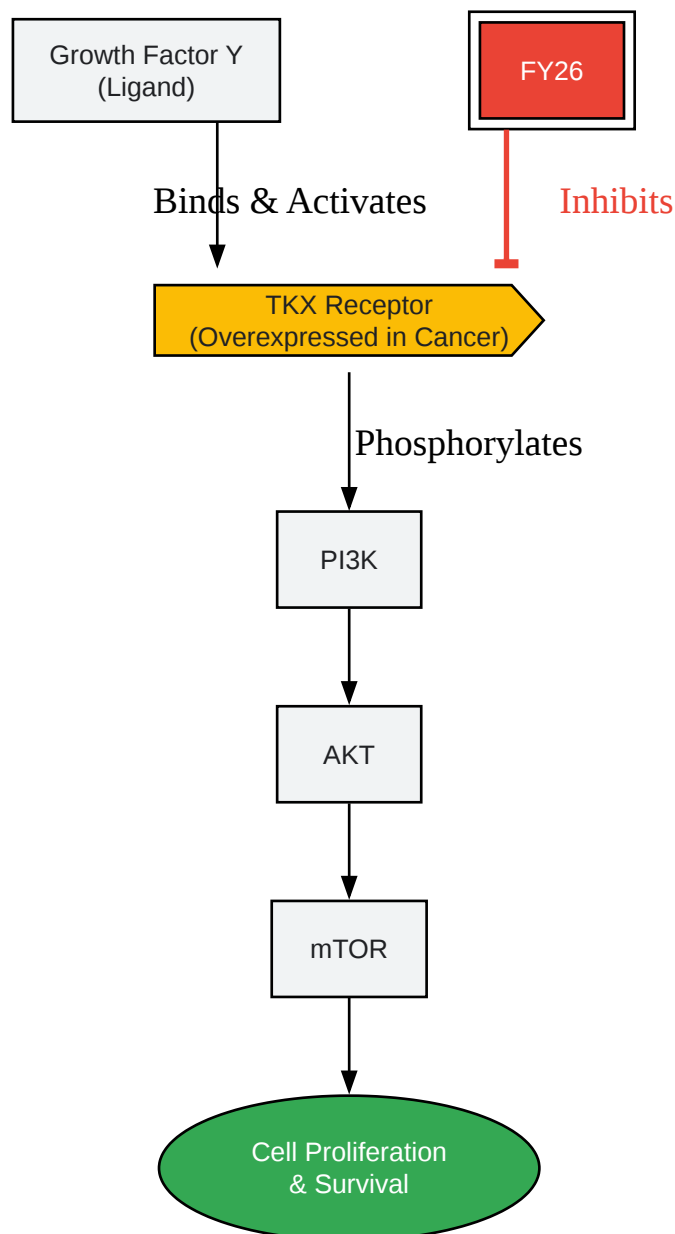 Growth Factor Y
(Ligand)
FY26
Binds & Activates
Inhibits
TKX Receptor
(Overexpressed in Cancer)
Phosphorylates
PI3K
AKT
mTOR
Cell Proliferation
& Survival